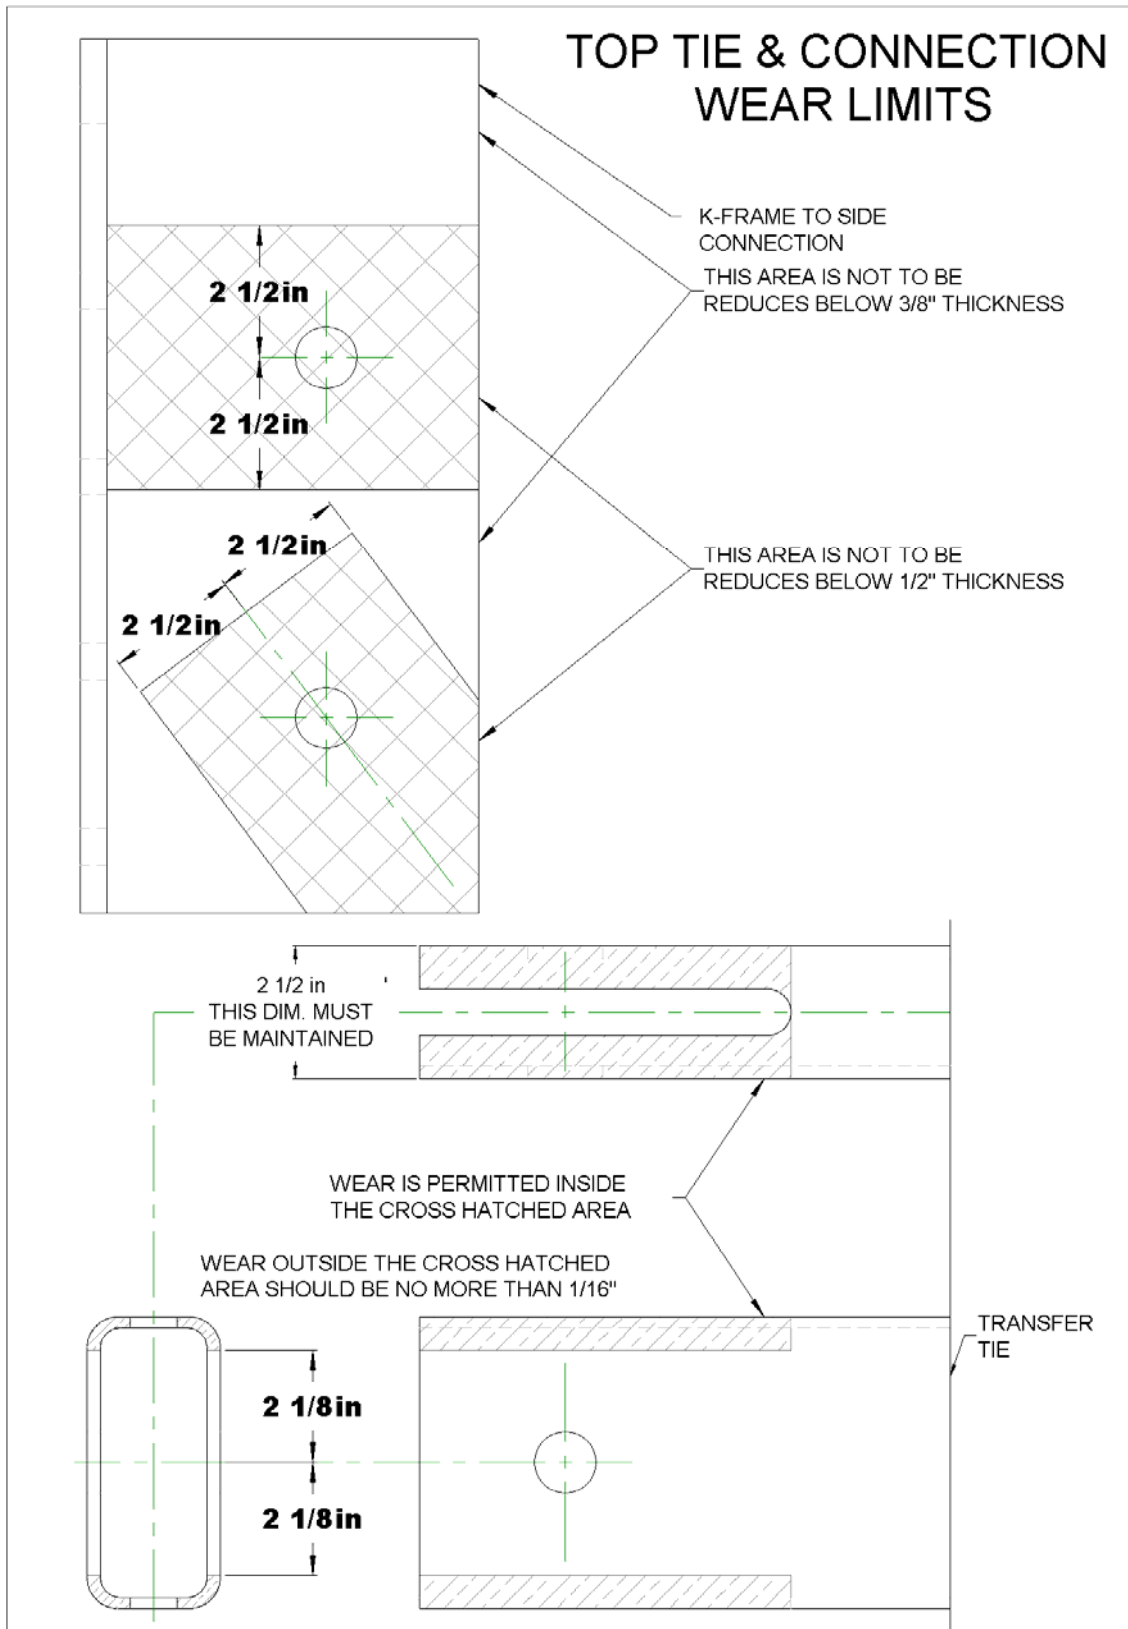 TOP TIE & CONNECTION
WEAR LIMITS
K-FRAME TO SIDE
CONNECTION
THIS AREA IS NOT TO BE
REDUCES BELOW 3/8" THICKNESS
2 1/2in
2 1/2in
2 1/2in
2 1/2in
THIS AREA IS NOT TO BE
REDUCES BELOW 1/2" THICKNESS
2 1/2 in '
THIS DIM. MUST
BE MAINTAINED
WEAR IS PERMITTED INSIDE
THE CROSS HATCHED AREA
WEAR OUTSIDE THE CROSS HATCHED
AREA SHOULD BE NO MORE THAN 1/16"
TRANSFER
TIE
2 1/8in
2 1/8in